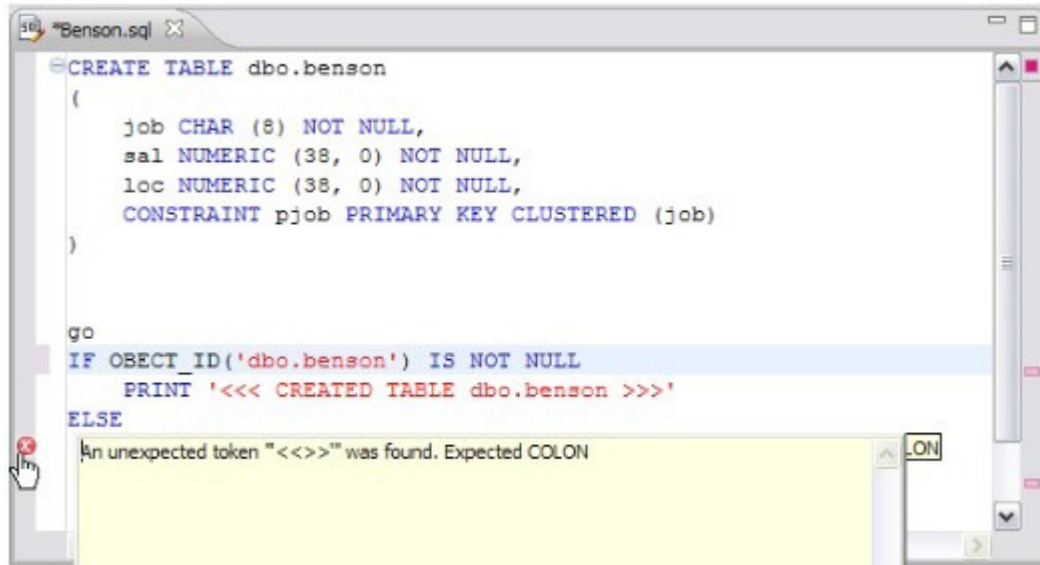 *Benson.sql
CREATE TABLE dbo.benson
(
job CHAR (8) NOT NULL,
sal NUMERIC (38, 0) NOT NULL,
loc NUMERIC (38, 0) NOT NULL,
CONSTRAINT pjob PRIMARY KEY CLUSTERED (job)
)
go
IF OBECT_ID('dbo.benson') IS NOT NULL
PRINT '<<< CREATED TABLE dbo.benson >>>'
ELSE
An unexpected token "'<<>>'" was found. Expected COLON
LON